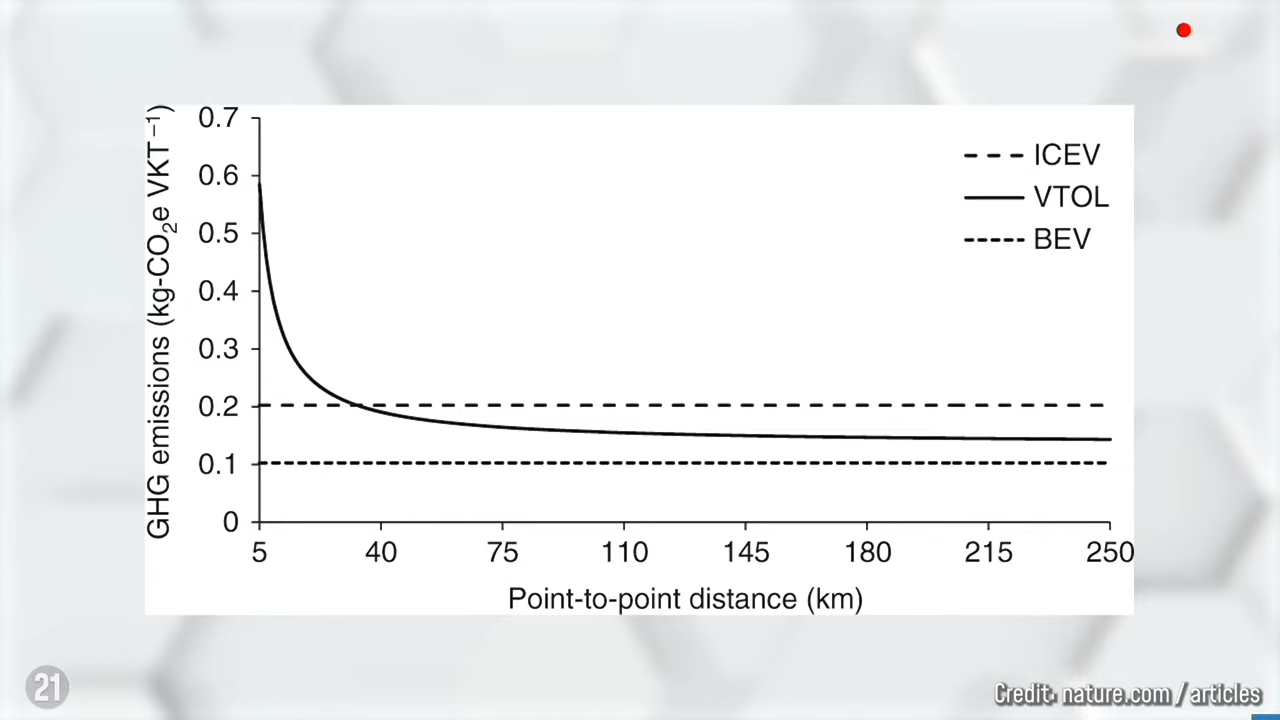 GHG emissions (kg-CO₂e VKT⁻¹)
0.7
0.6
0.5
0.4
0.3
0.2
0.1
0
ICEV
VTOL
BEV
5 40 75 110 145 180 215 250
Point-to-point distance (km)
21
Credit: nature.com / articles